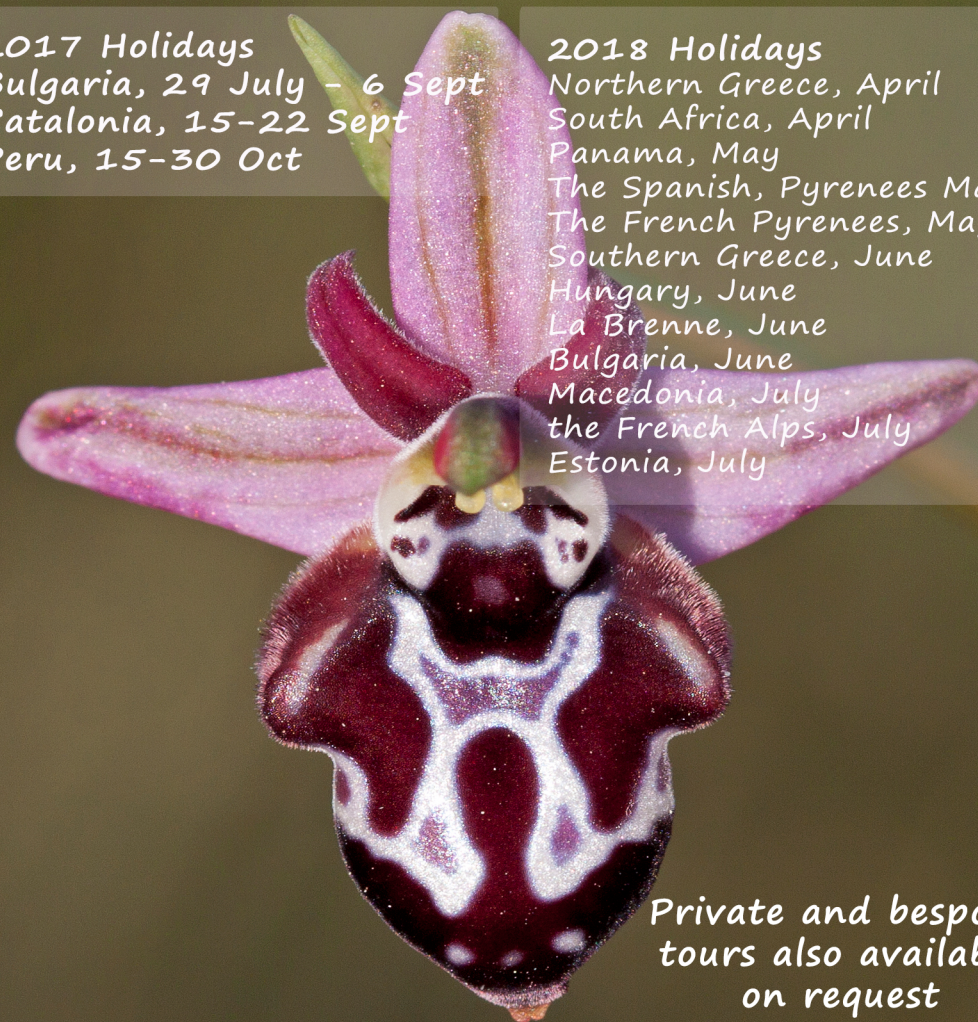 2017 Holidays
Bulgaria, 29 July - 6 Sept
Catalonia, 15-22 Sept
Peru, 15-30 Oct
2018 Holidays
Northern Greece, April
South Africa, April
Panama, May
The Spanish, Pyrenees
The French Pyrenees,
Southern Greece, June
Hungary, June
La Brenne, June
Bulgaria, June
Macedonia, July
the French Alps, July
Estonia, July
Private and
tours also
on request